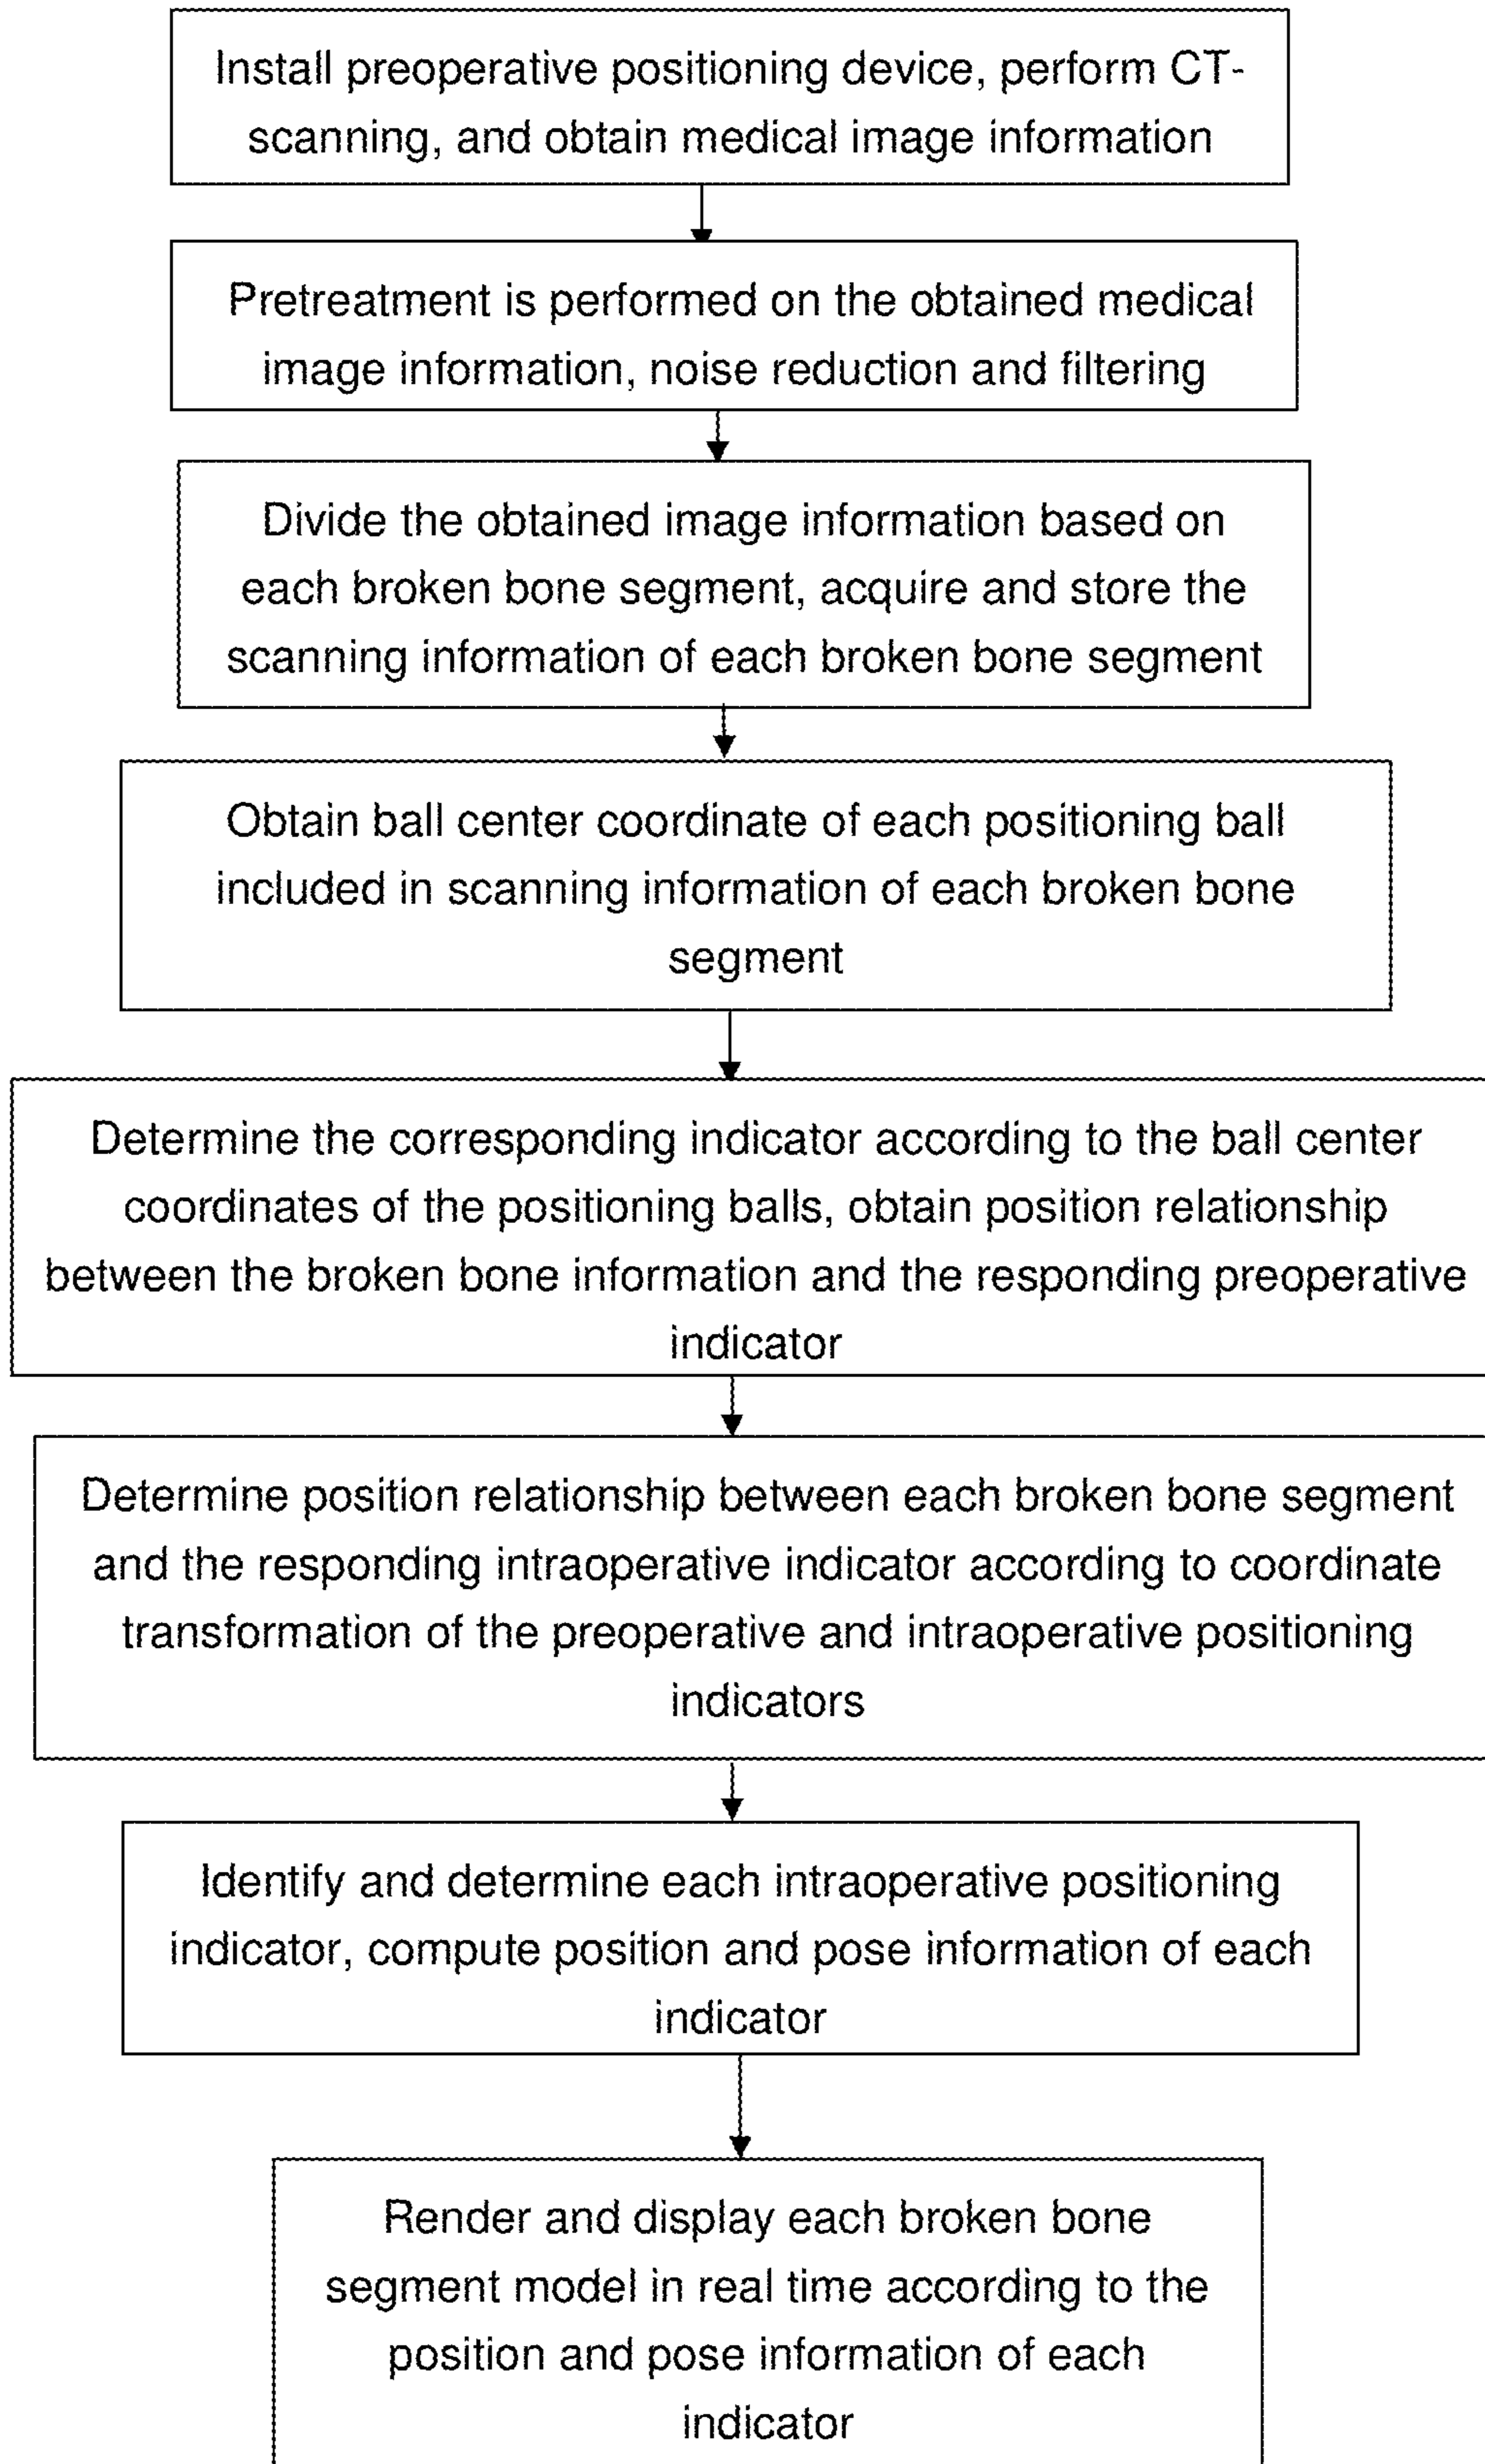 Install preoperative positioning device, perform CT-
scanning, and obtain medical image information
Pretreatment is performed on the obtained medical
image information, noise reduction and filtering
Divide the obtained image information based on
each broken bone segment, acquire and store the
scanning information of each broken bone segment
Obtain ball center coordinate of each positioning ball
included in scanning information of each broken bone
segment
Determine the corresponding indicator according to the ball center
coordinates of the positioning balls, obtain position relationship
between the broken bone information and the responding preoperative
indicator
Determine position relationship between each broken bone segment
and the responding intraoperative indicator according to coordinate
transformation of the preoperative and intraoperative positioning
indicators
Identify and determine each intraoperative positioning
indicator, compute position and pose information of each
indicator
Render and display each broken bone
segment model in real time according to the
position and pose information of each
indicator